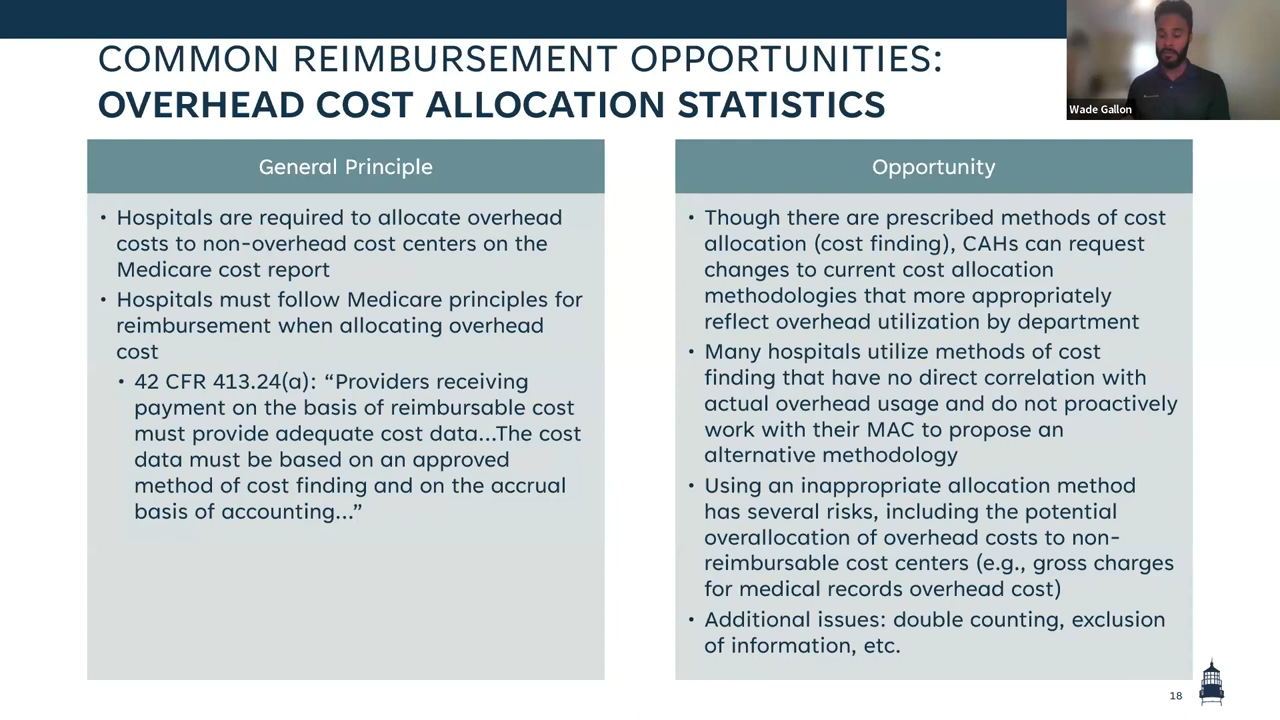 COMMON REIMBURSEMENT OPPORTUNITIES:
OVERHEAD COST ALLOCATION STATISTICS
Wade Gallon
General Principle
• Hospitals are required to allocate overhead
costs to non-overhead cost centers on the
Medicare cost report
• Hospitals must follow Medicare principles for
reimbursement when allocating overhead
cost
• 42 CFR 413.24(a): “Providers receiving
payment on the basis of reimbursable cost
must provide adequate cost data...The cost
data must be based on an approved
method of cost finding and on the accrual
basis of accounting...”
Opportunity
• Though there are prescribed methods of cost
allocation (cost finding), CAHs can request
changes to current cost allocation
methodologies that more appropriately
reflect overhead utilization by department
• Many hospitals utilize methods of cost
finding that have no direct correlation with
actual overhead usage and do not proactively
work with their MAC to propose an
alternative methodology
• Using an inappropriate allocation method
has several risks, including the potential
overallocation of overhead costs to non-
reimbursable cost centers (e.g., gross charges
for medical records overhead cost)
• Additional issues: double counting, exclusion
of information, etc.
18